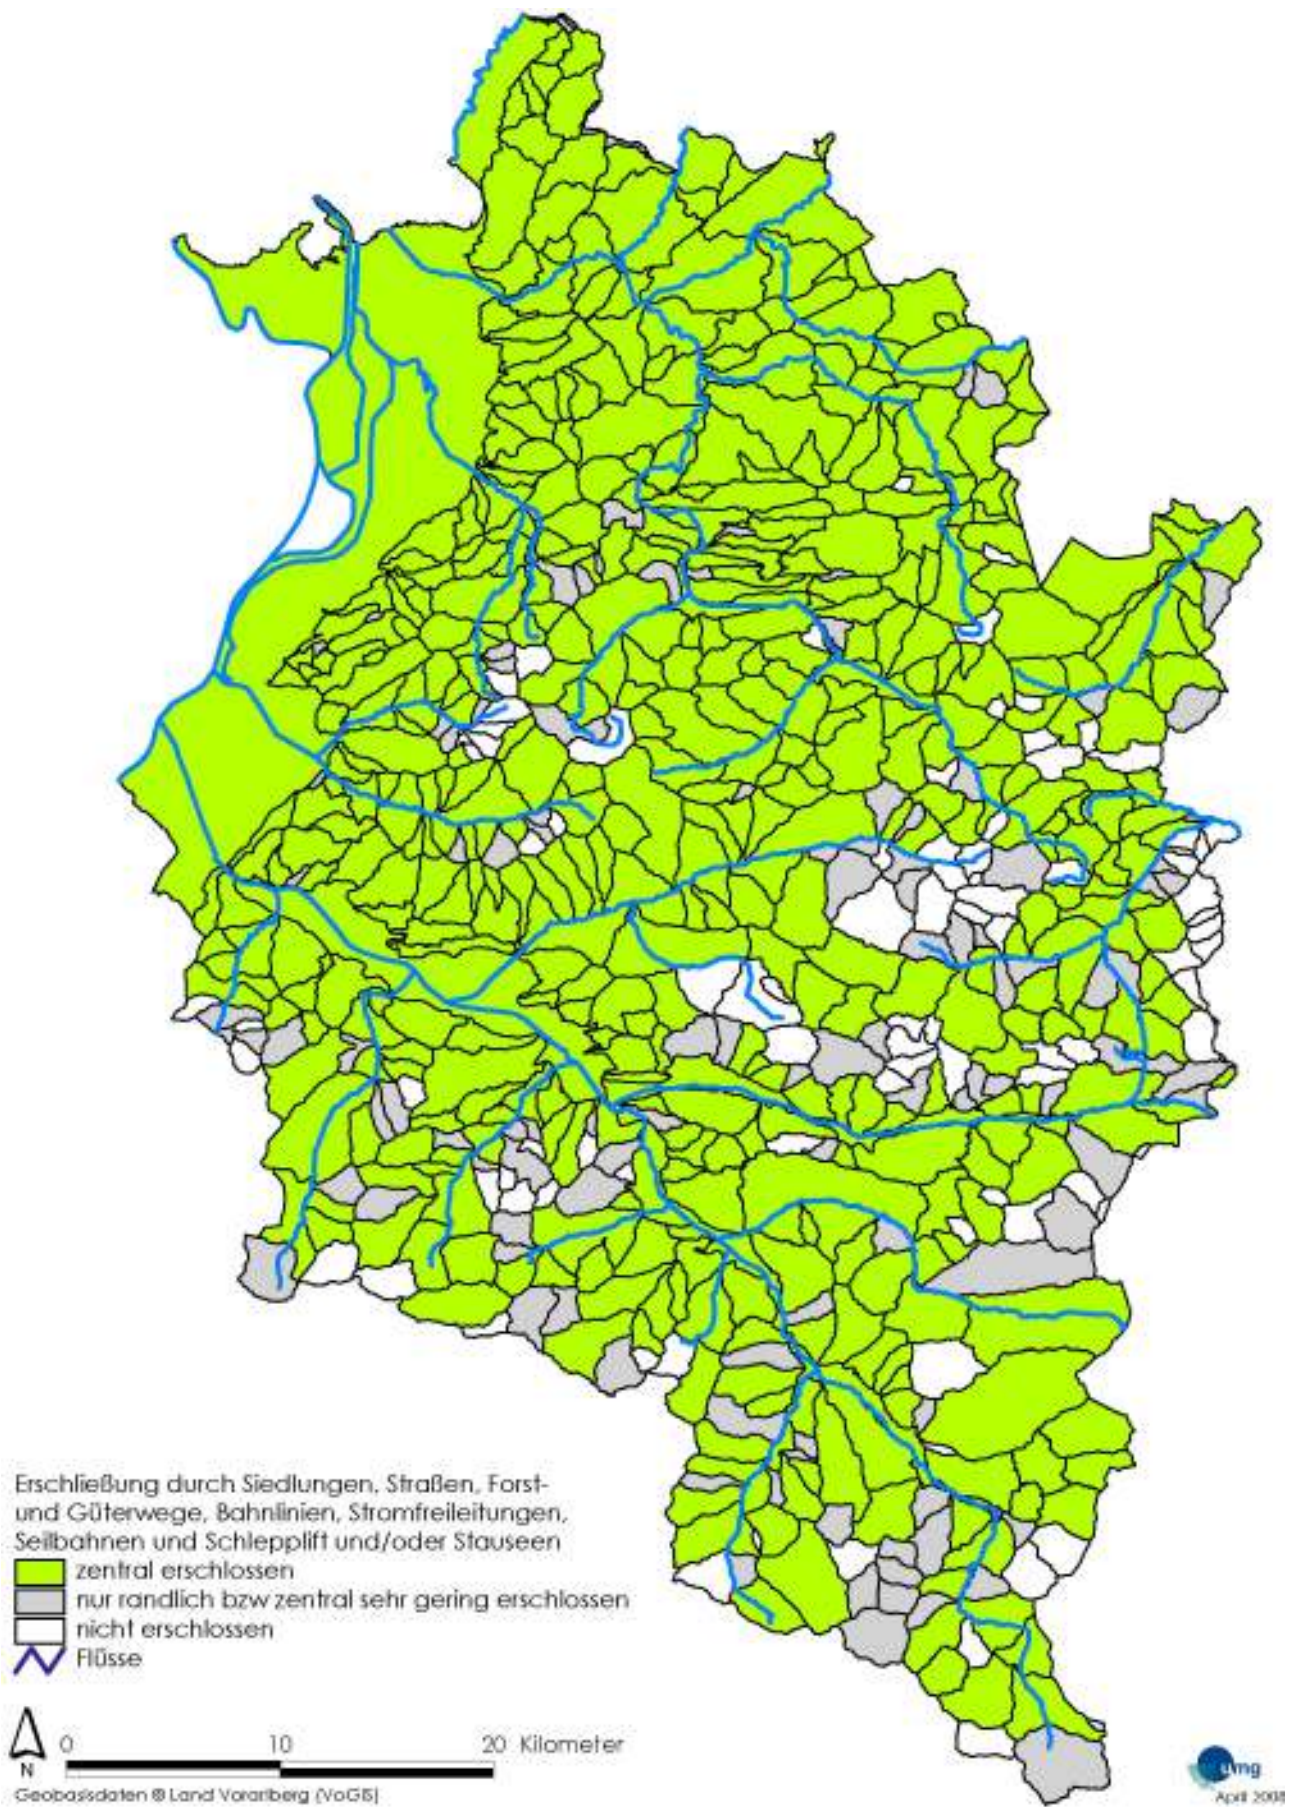 Erschließung durch Siedlungen, Straßen, Forst-
und Güterwege, Bahnlinien, Stromfreileitungen,
Seilbahnen und Schlepplift und/oder Stauseen
zentral erschlossen
nur randlich bzw zentral sehr gering erschlossen
nicht erschlossen
Flüsse
0 10 20 Kilometer
N
Geobasisdaten © Land Vorarlberg (VoGIS)
umg
April 2008